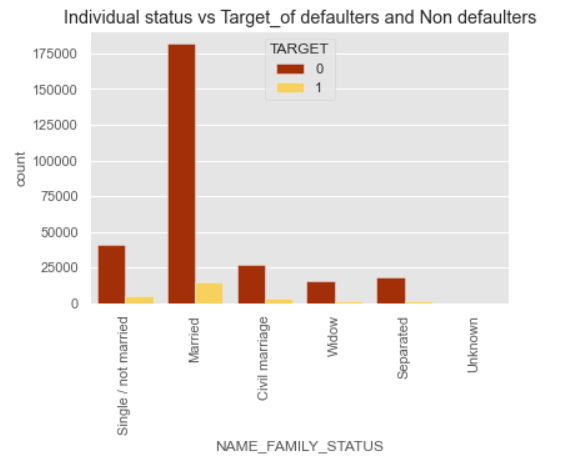 Individual status vs Target_of defaulters and Non defaulters
TARGET
0
1
175000
150000
125000
100000
75000
50000
25000
0
count
Single / not married
Married
Civil marriage
Widow
Separated
Unknown
NAME_FAMILY_STATUS